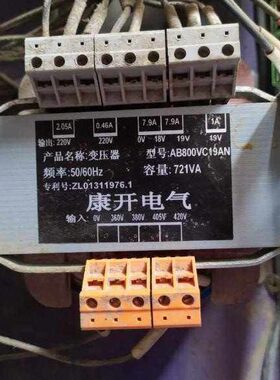 2.05A 0.46A 7.9A 7.9A 1A
输出: 220V 220V 0V 18V 19V 19V
产品名称: 变压器 型号: AB800VC19AN
频率: 50/60Hz 容量: 721VA
专利号: ZL01311976.1
康开电气
输入: 0V 360V 380V 405V 420V